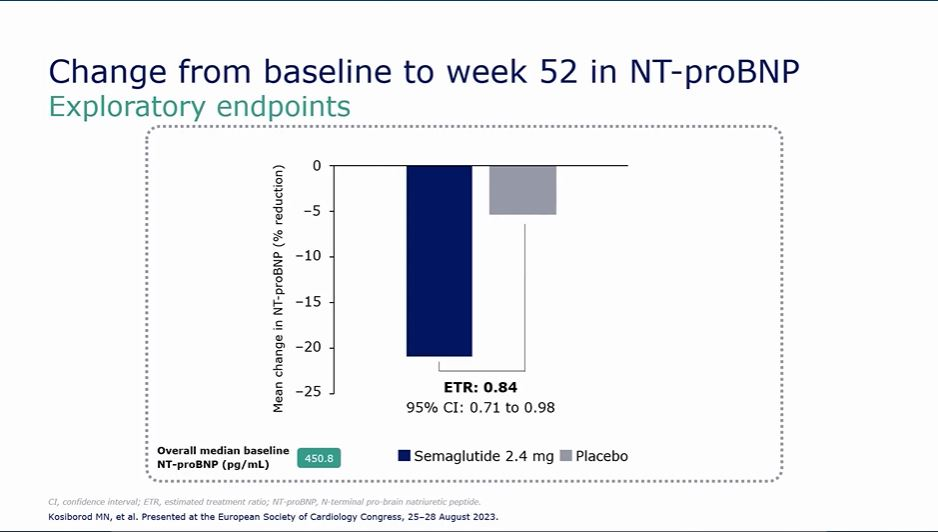 Change from baseline to week 52 in NT-proBNP
Exploratory endpoints
Mean change in NT-proBNP (% reduction)
0
–5
–10
–15
–20
–25
ETR: 0.84
95% CI: 0.71 to 0.98
Overall median baseline
NT-proBNP (pg/mL)
450.8
Semaglutide 2.4 mg
Placebo
CI, confidence interval; ETR, estimated treatment ratio; NT-proBNP, N-terminal pro-brain natriuretic peptide.
Kosiborod MN, et al. Presented at the European Society of Cardiology Congress, 25–28 August 2023.